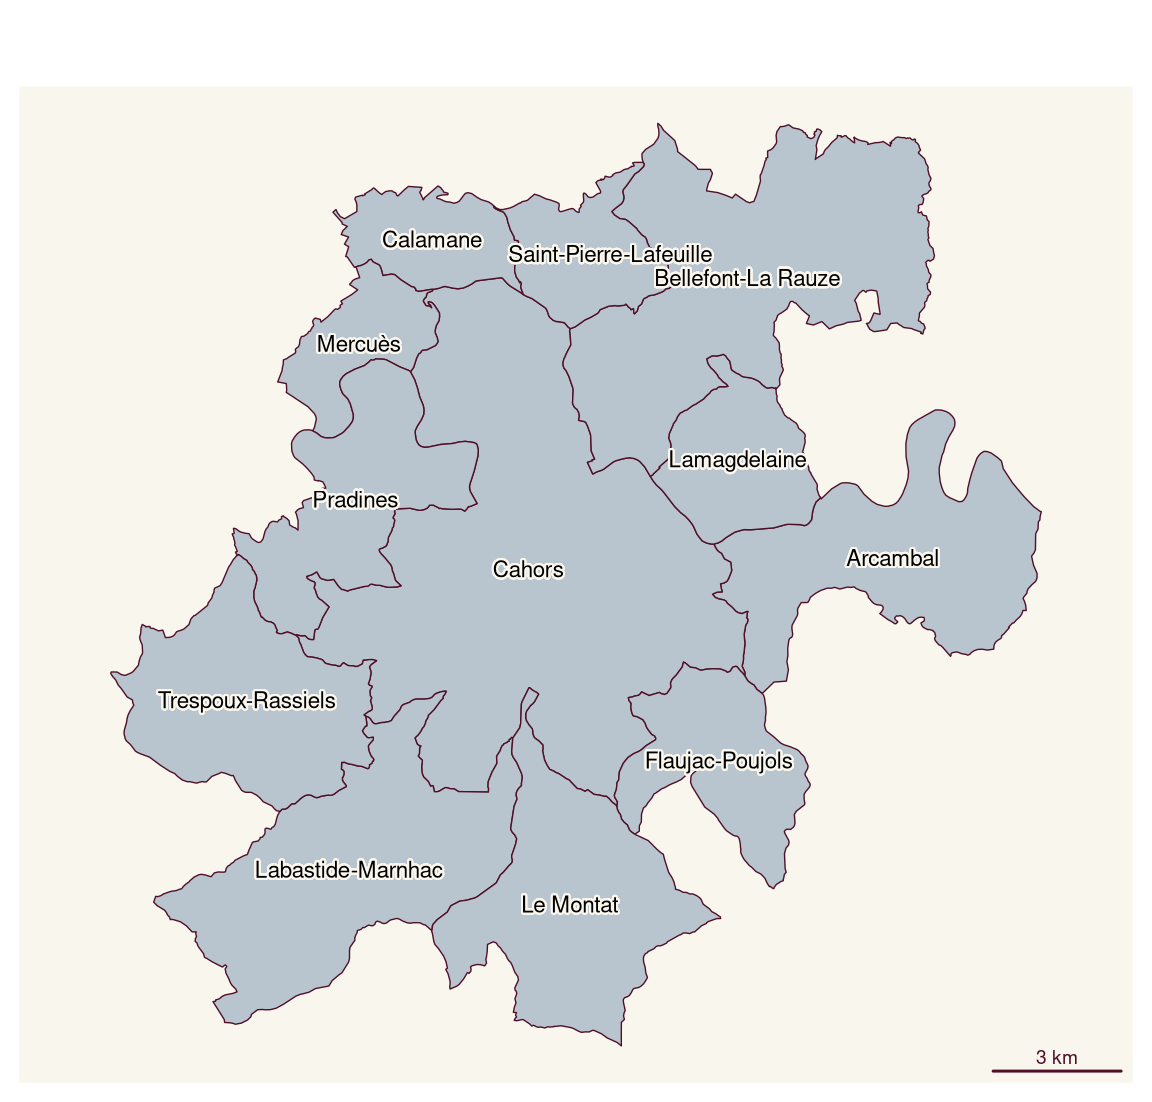 Calamane
Saint-Pierre-Lafeuille
Bellefont-La Rauze
Mercuès
Lamagdelaine
Pradines
Arcambal
Cahors
Trespoux-Rassiels
Flaujac-Poujols
Labastide-Marnhac
Le Montat
3 km